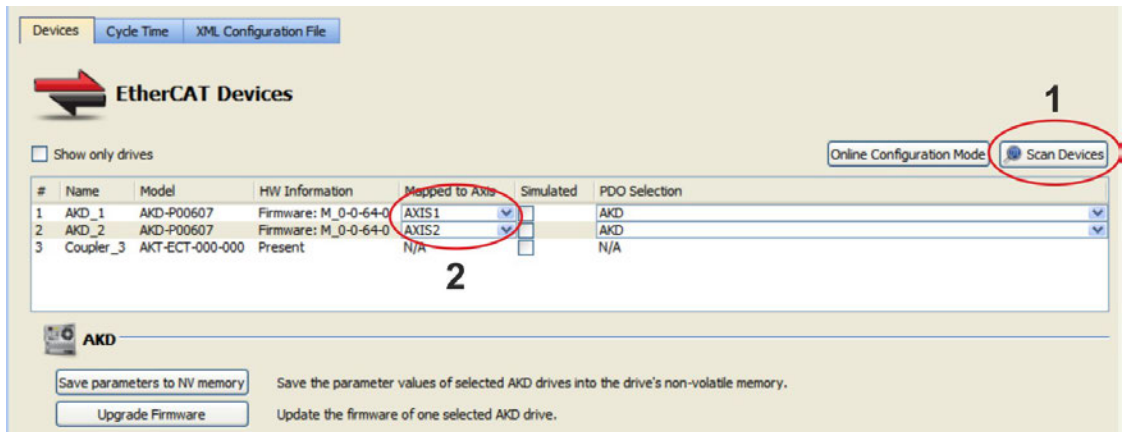 Devices Cycle Time XML Configuration File
EtherCAT Devices
1
Show only drives Online Configuration Mode Scan Devices
# Name Model HW Information Mapped to Axis Simulated PDO Selection
1 AKD_1 AKD-P00607 Firmware: M_0-0-64-0 AXIS1 AKD
2 AKD_2 AKD-P00607 Firmware: M_0-0-64-0 AXIS2 AKD
3 Coupler_3 AKT-ECT-000-000 Present N/A N/A
2
AKD
Save parameters to NV memory Save the parameter values of selected AKD drives into the drive's non-volatile memory.
Upgrade Firmware Update the firmware of one selected AKD drive.